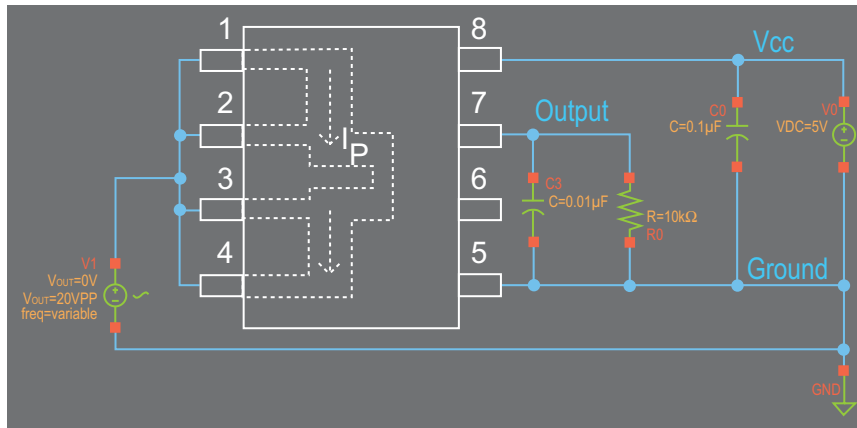 1
2
3
4
8
7
6
5
IP
Vcc
Output
Ground
C0
C=0.1µF
V0
VDC=5V
C3
C=0.01µF
R=10kΩ
R0
V1
VOUT=0V
VOUT=20VPP
freq=variable
GND